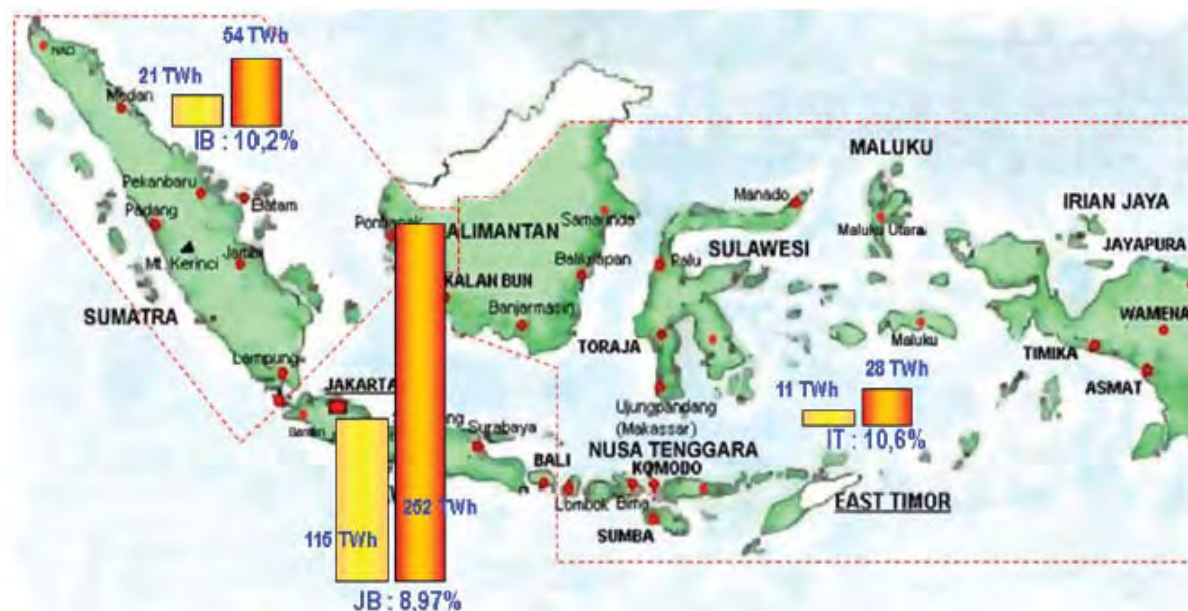 54 TWh
NAD
21 TWh
Medan
IB : 10,2%
MALUKU
Pekanbaru
Batam
Manado
IRIAN JAYA
Padang
Samarinda
Maluku Utara
ALIMANTAN
SULAWESI
JAYAPURA
Mt. Kerinci
Jambi
Balikpapan
Palu
KALAN BUN
SUMATRA
Banjarmasin
WAMENA
TORAJA
Maluku
TIMIKA
Lampung
28 TWh
ASMAT
JAKARTA
11 TWh
Ujungpandang
(Makassar)
Surabaya
IT : 10,6%
NUSA TENGGARA
BALI
KOMODO
Lombok
Bima
EAST TIMOR
252 TWh
SUMBA
115 TWh
JB : 8,97%